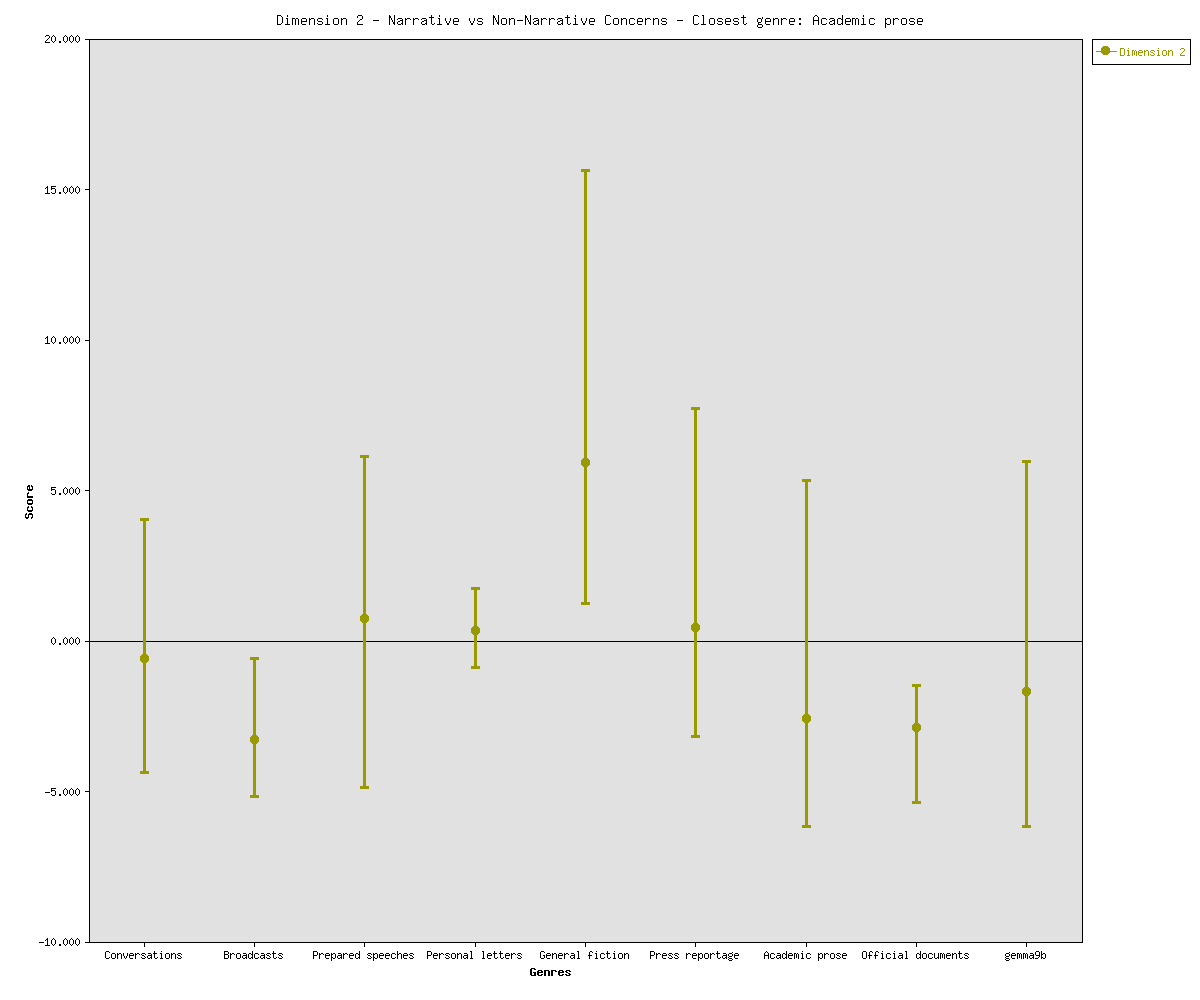 Dimension 2 - Narrative vs Non-Narrative Concerns - Closest genre: Academic prose
Dimension 2
20.000
15.000
10.000
5.000
0.000
-5.000
-10.000
Score
Conversations Broadcasts Prepared speeches Personal letters General fiction Press reportage Academic prose Official documents gemma9b
Genres